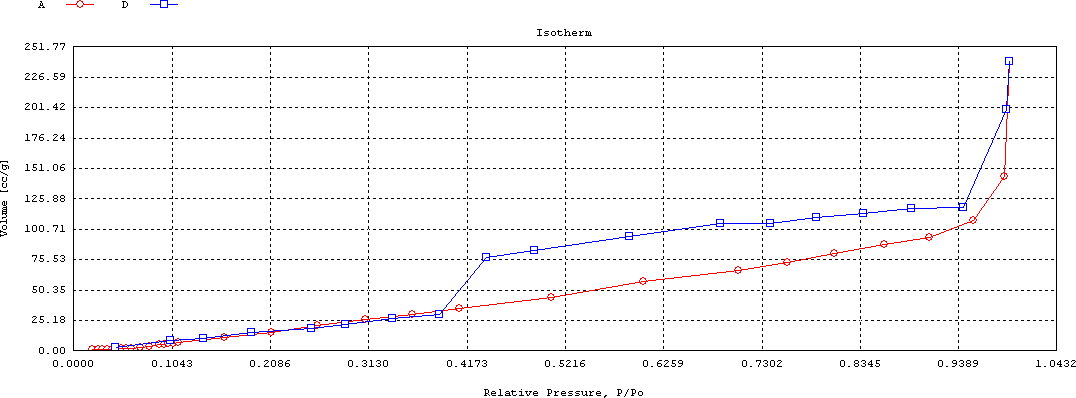 A D
Isotherm
251.77
226.59
201.42
176.24
151.06
125.88
100.71
75.53
50.35
25.18
0.00
Volume [cc/g]
0.0000 0.1043 0.2086 0.3130 0.4173 0.5216 0.6259 0.7302 0.8345 0.9389 1.0432
Relative Pressure, P/Po